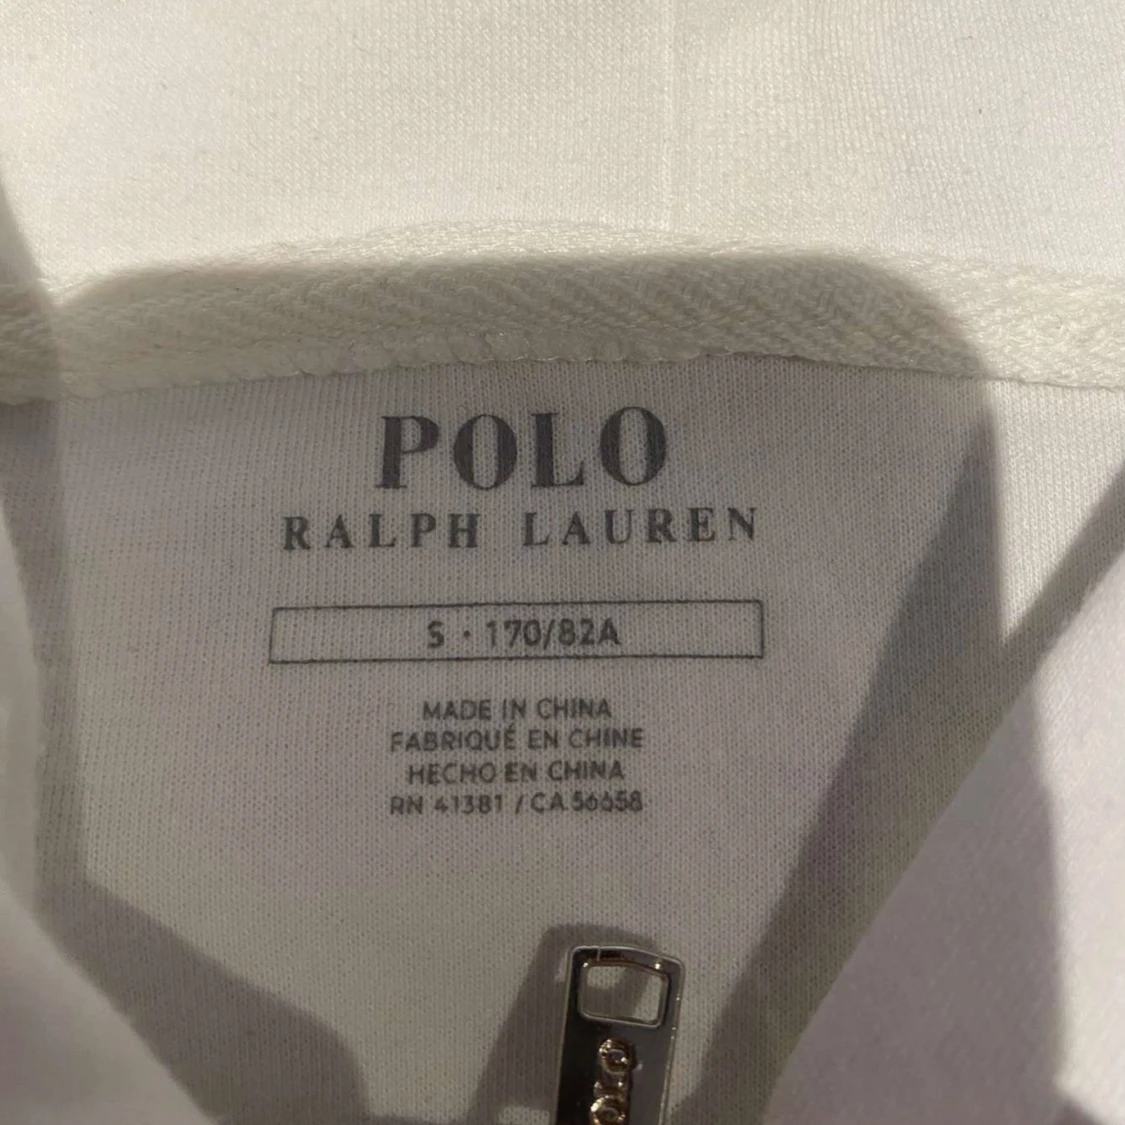 POLO
RALPH LAUREN
S · 170/82A
MADE IN CHINA
FABRIQUÉ EN CHINE
HECHO EN CHINA
RN 41381 / CA 56658